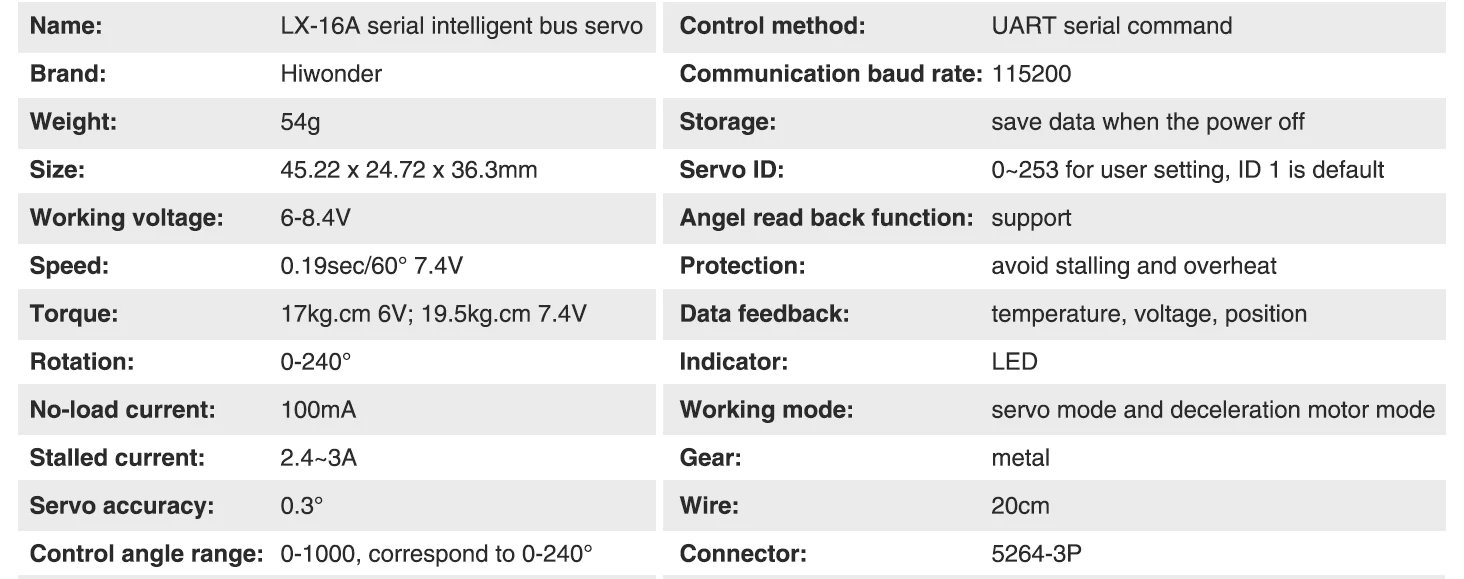 Name: LX-16A serial intelligent bus servo Control method: UART serial command
Brand: Hiwonder Communication baud rate: 115200
Weight: 54g Storage: save data when the power off
Size: 45.22 x 24.72 x 36.3mm Servo ID: 0~253 for user setting, ID 1 is default
Working voltage: 6-8.4V Angel read back function: support
Speed: 0.19sec/60° 7.4V Protection: avoid stalling and overheat
Torque: 17kg.cm 6V; 19.5kg.cm 7.4V Data feedback: temperature, voltage, position
Rotation: 0-240° Indicator: LED
No-load current: 100mA Working mode: servo mode and deceleration motor mode
Stalled current: 2.4~3A Gear: metal
Servo accuracy: 0.3° Wire: 20cm
Control angle range: 0-1000, correspond to 0-240° Connector: 5264-3P